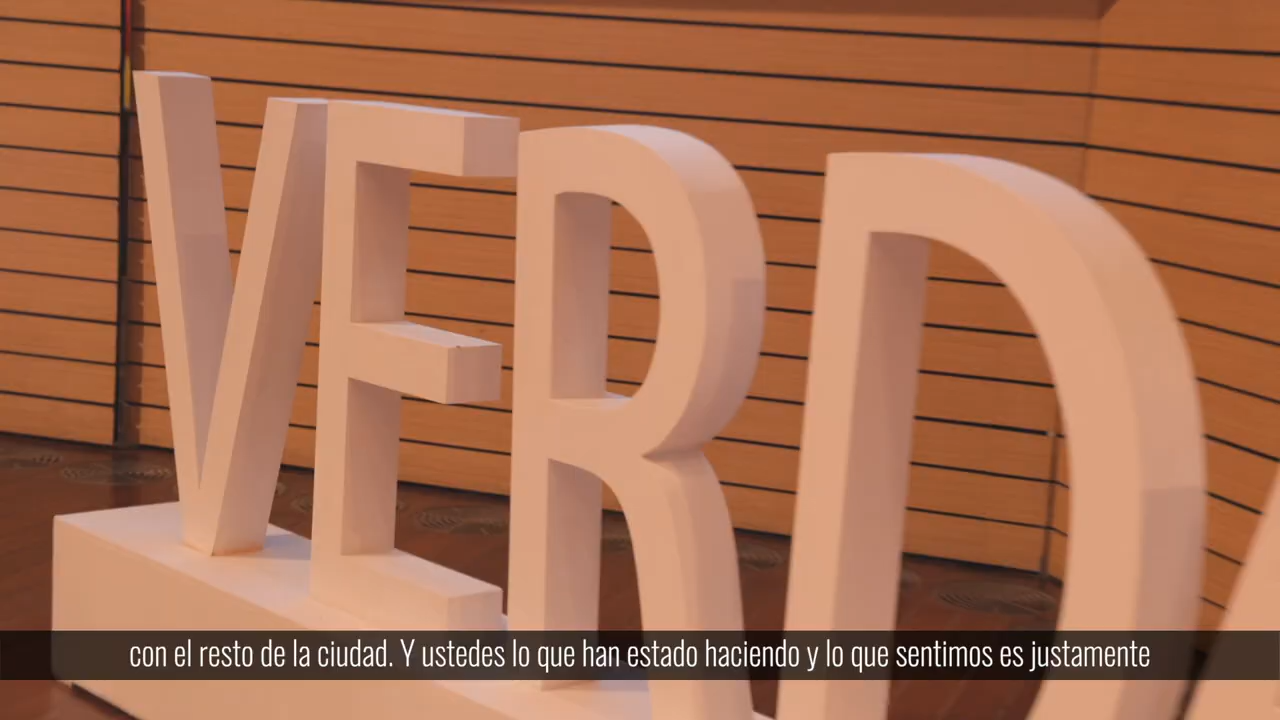 VERD
con el resto de la ciudad. Y ustedes lo que han estado haciendo y lo que sentimos es justamente